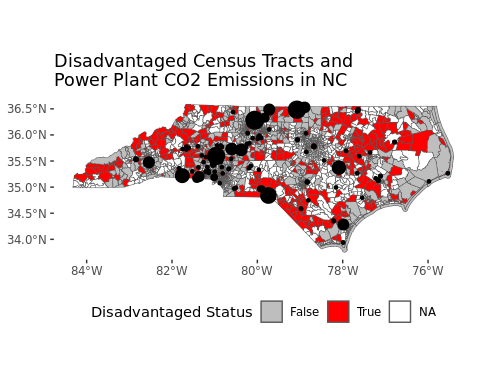 Disadvantaged Census Tracts and
Power Plant CO2 Emissions in NC
36.5°N
36.0°N
35.5°N
35.0°N
34.5°N
34.0°N
84°W 82°W 80°W 78°W 76°W
Disadvantaged Status False True NA